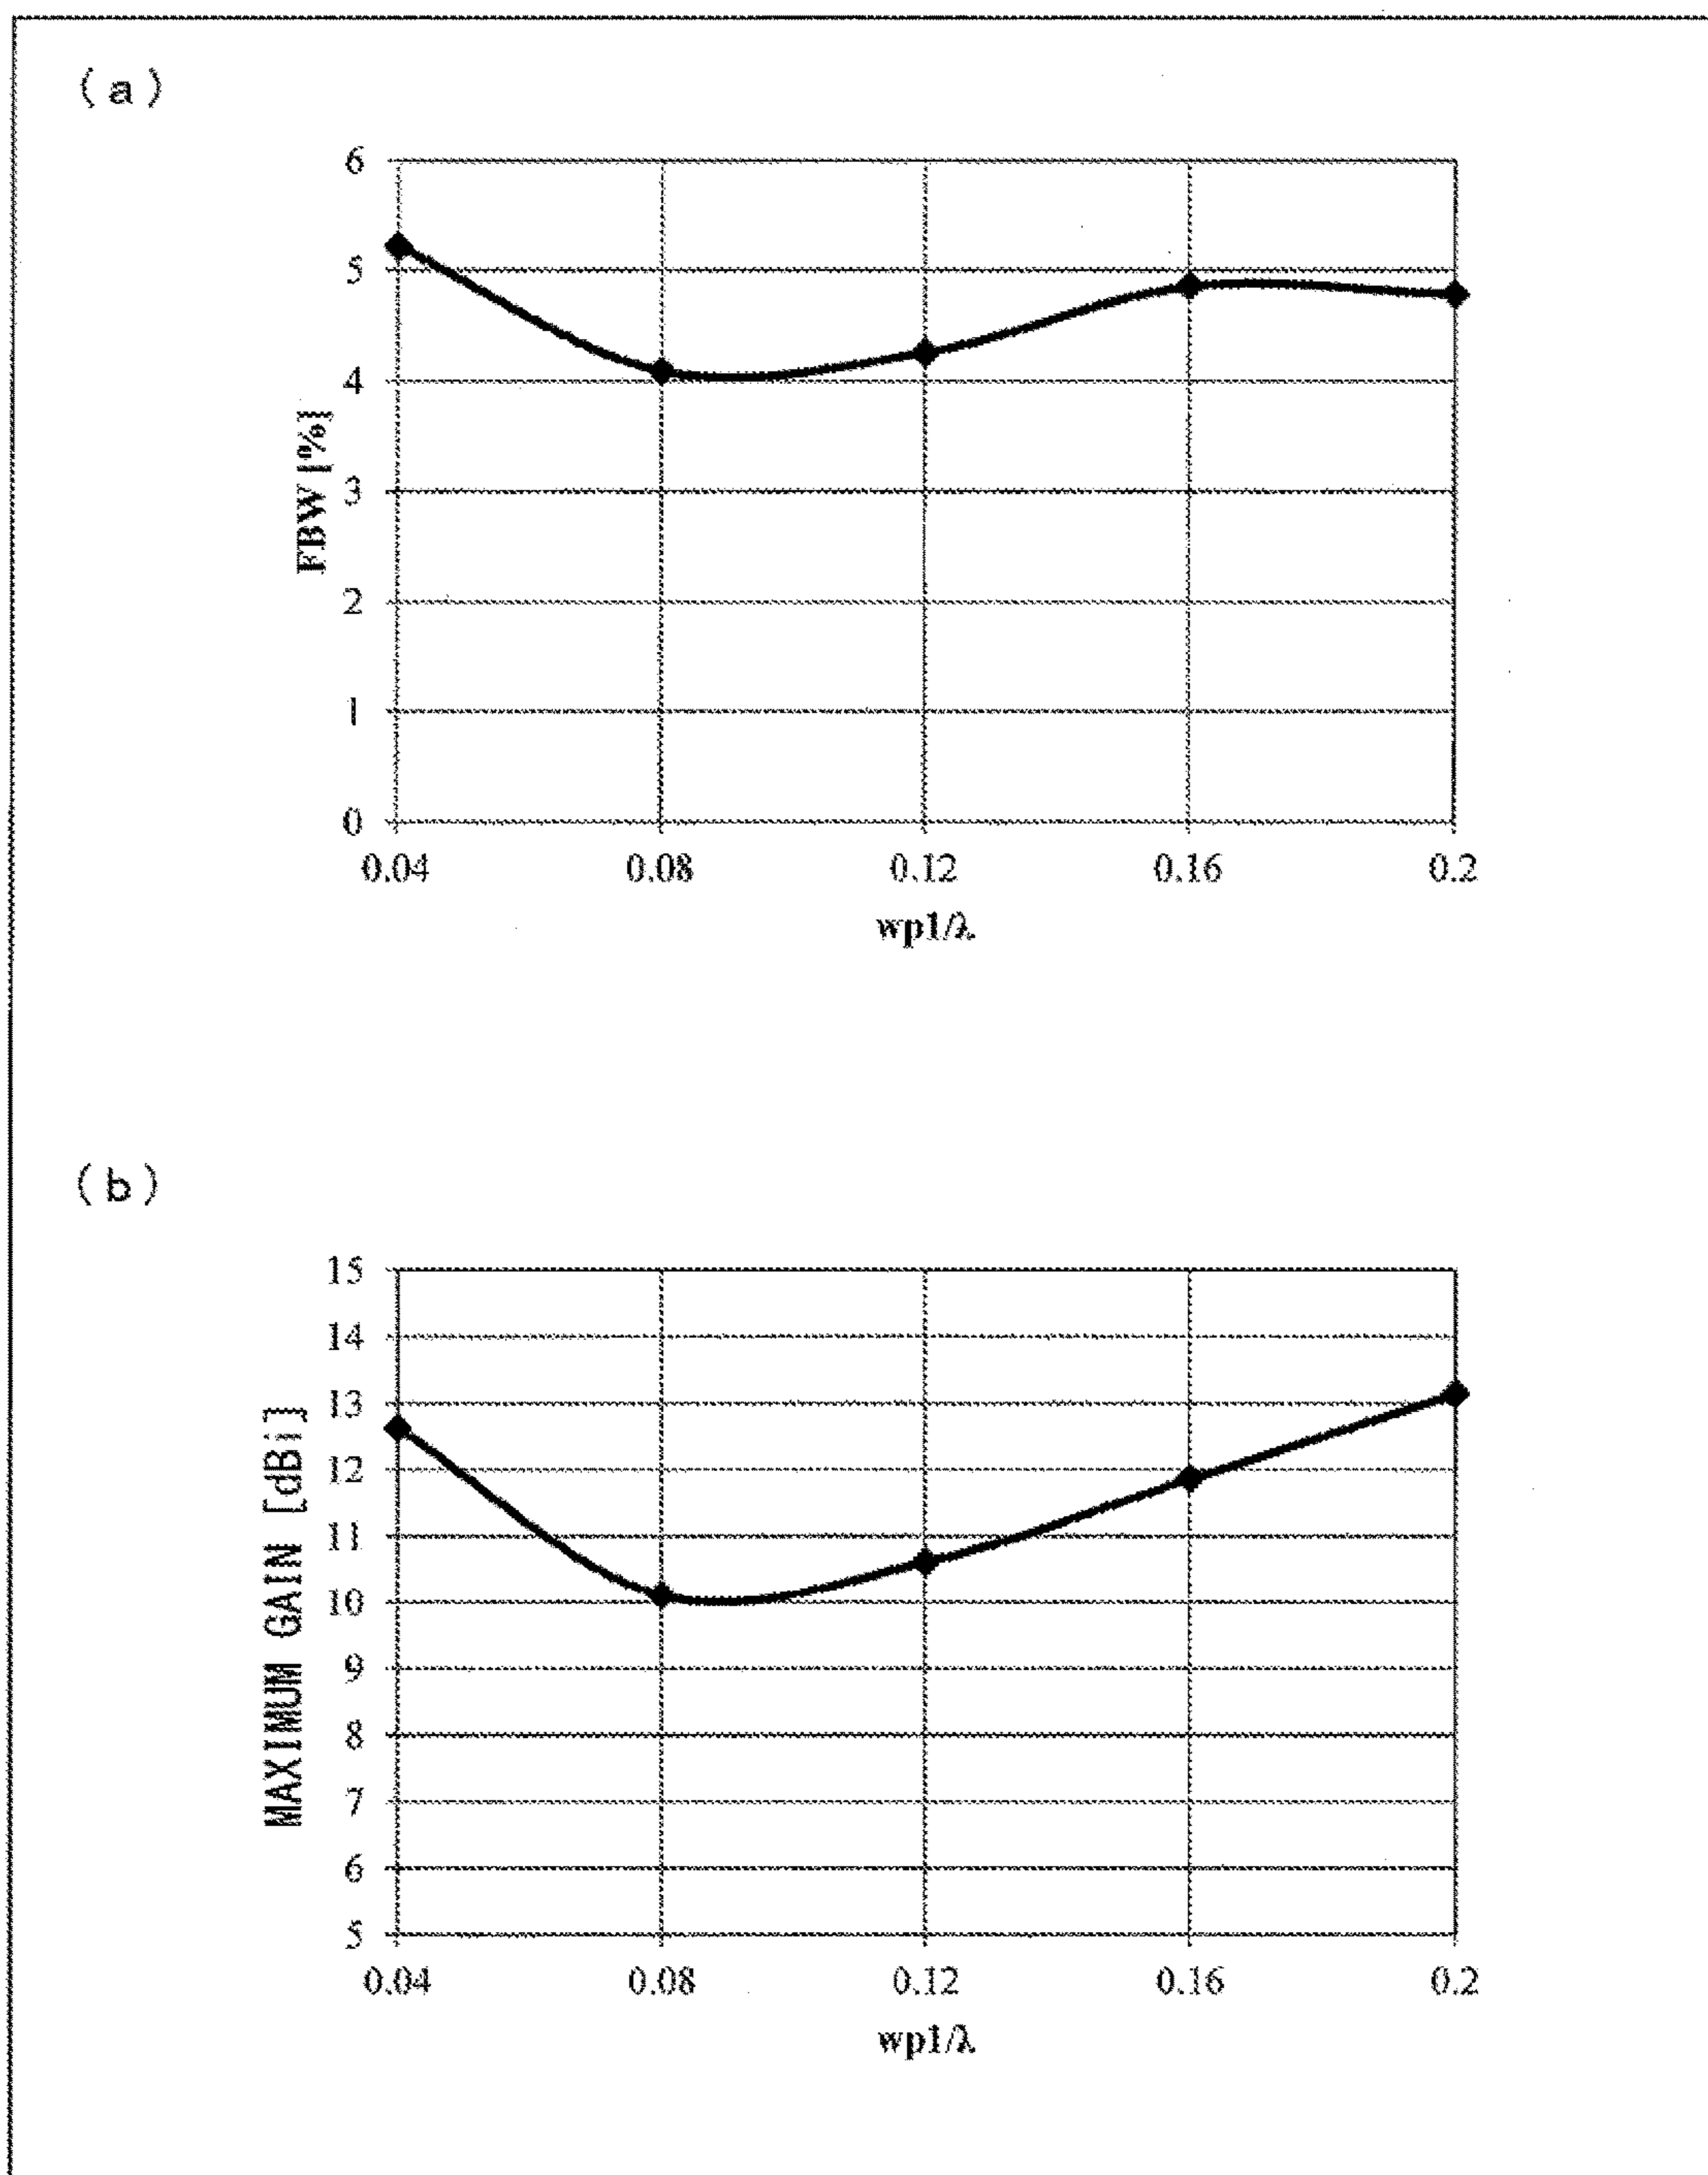 (a)
6
5
4
3
2
1
0
FBW [%]
0.04 0.08 0.12 0.16 0.2
wp1/λ
(b)
15
14
13
12
11
10
9
8
7
6
5
MAXIMUM GAIN [dBi]
0.04 0.08 0.12 0.16 0.2
wp1/λ